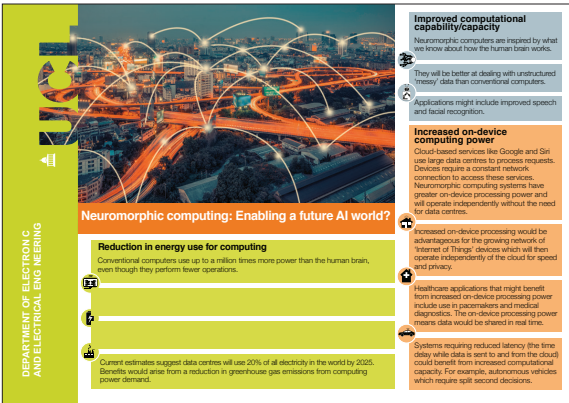 UCL
DEPARTMENT OF ELECTRONIC
AND ELECTRICAL ENGINEERING
Neuromorphic computing: Enabling a future AI world?
Reduction in energy use for computing
Conventional computers use up to a million times more power than the human brain,
even though they perform fewer operations.
Current estimates suggest data centres will use 20% of all electricity in the world by 2025.
Benefits would arise from a reduction in greenhouse gas emissions from computing
power demand.
Improved computational
capability/capacity
Neuromorphic computers are inspired by what
we know about how the human brain works.
They will be better at dealing with unstructured
'messy' data than conventional computers.
Applications might include improved speech
and facial recognition.
Increased on-device
computing power
Cloud-based services like Google and Siri
use large data centres to process requests.
Devices require a constant network
connection to access these services.
Neuromorphic computing systems have
greater on-device processing power and
will operate independently without the need
for data centres.
Increased on-device processing would be
advantageous for the growing network of
'Internet of Things' devices which will then
operate independently of the cloud for speed
and privacy.
Healthcare applications that might benefit
from increased on-device processing power
include use in pacemakers and medical
diagnostics. The on-device processing power
means data would be shared in real time.
Systems requiring reduced latency (the time
delay while data is sent to and from the cloud)
could benefit from increased computational
capacity. For example, autonomous vehicles
which require split second decisions.